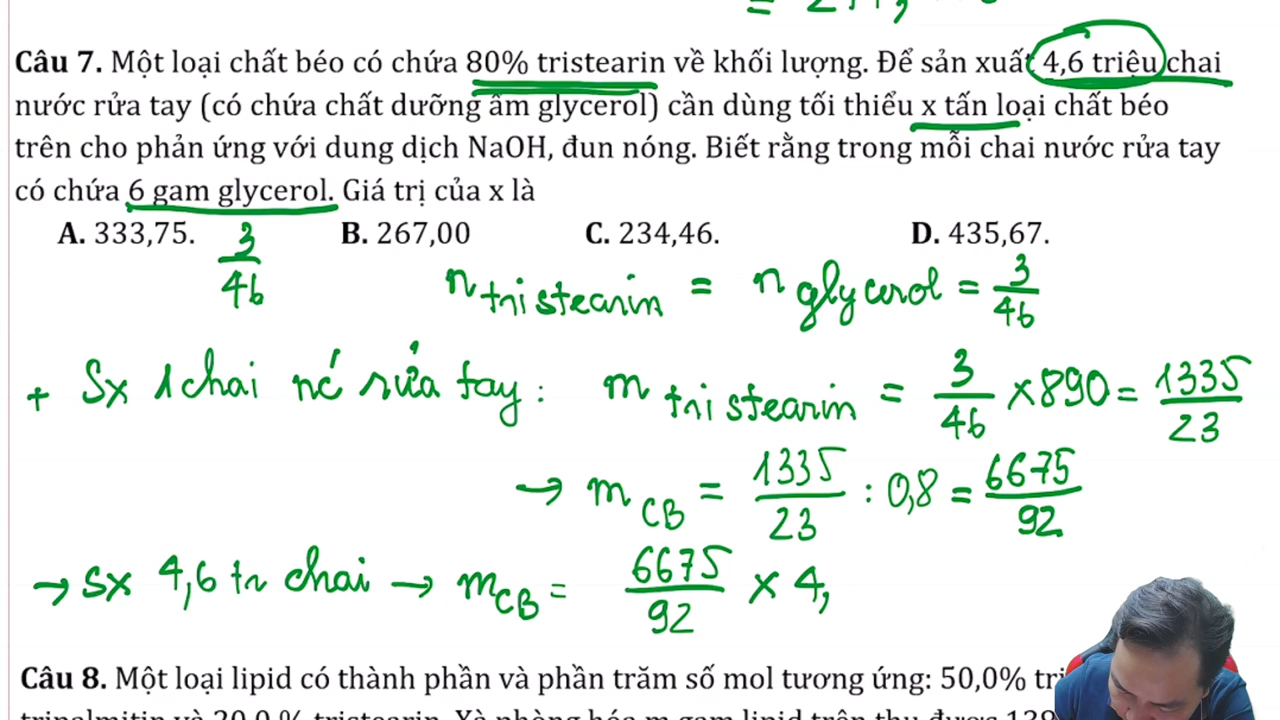 Câu 7. Một loại chất béo có chứa 80% tristearin về khối lượng. Để sản xuất 4,6 triệu chai
nước rửa tay (có chứa chất dưỡng ẩm glycerol) cần dùng tối thiểu x tấn loại chất béo
trên cho phản ứng với dung dịch NaOH, đun nóng. Biết rằng trong mỗi chai nước rửa tay
có chứa 6 gam glycerol. Giá trị của x là
A. 333,75. B. 267,00 C. 234,46. D. 435,67.
3/46
n tristearin = n glycerol = 3/46
+ Sx 1 chai nć rửa tay: m tristearin = 3/46 × 890 = 1335/23
→ m CB = 1335/23 : 0,8 = 6675/92
→ Sx 4,6 tr chai → m CB = 6675/92 × 4,
Câu 8. Một loại lipid có thành phần và phần trăm số mol tương ứng: 50,0%